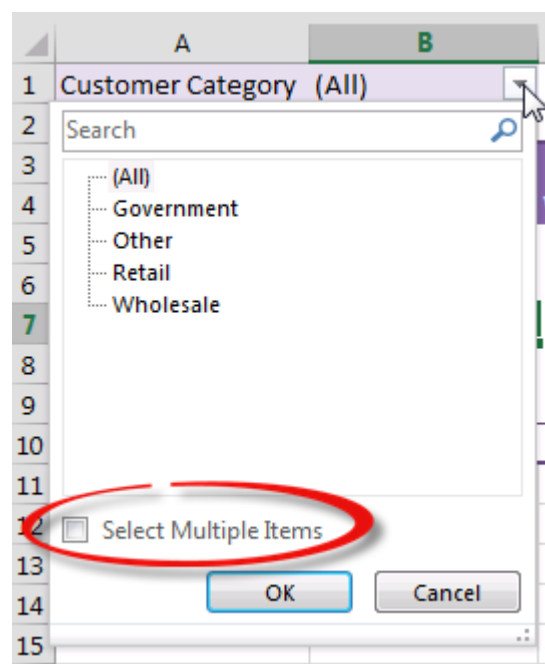 A B
1 Customer Category (All)
2 Search
3
(All)
4 Government
5 Other
6 Retail
7 Wholesale
8
9
10
11
12 Select Multiple Items
13
14 OK Cancel
15